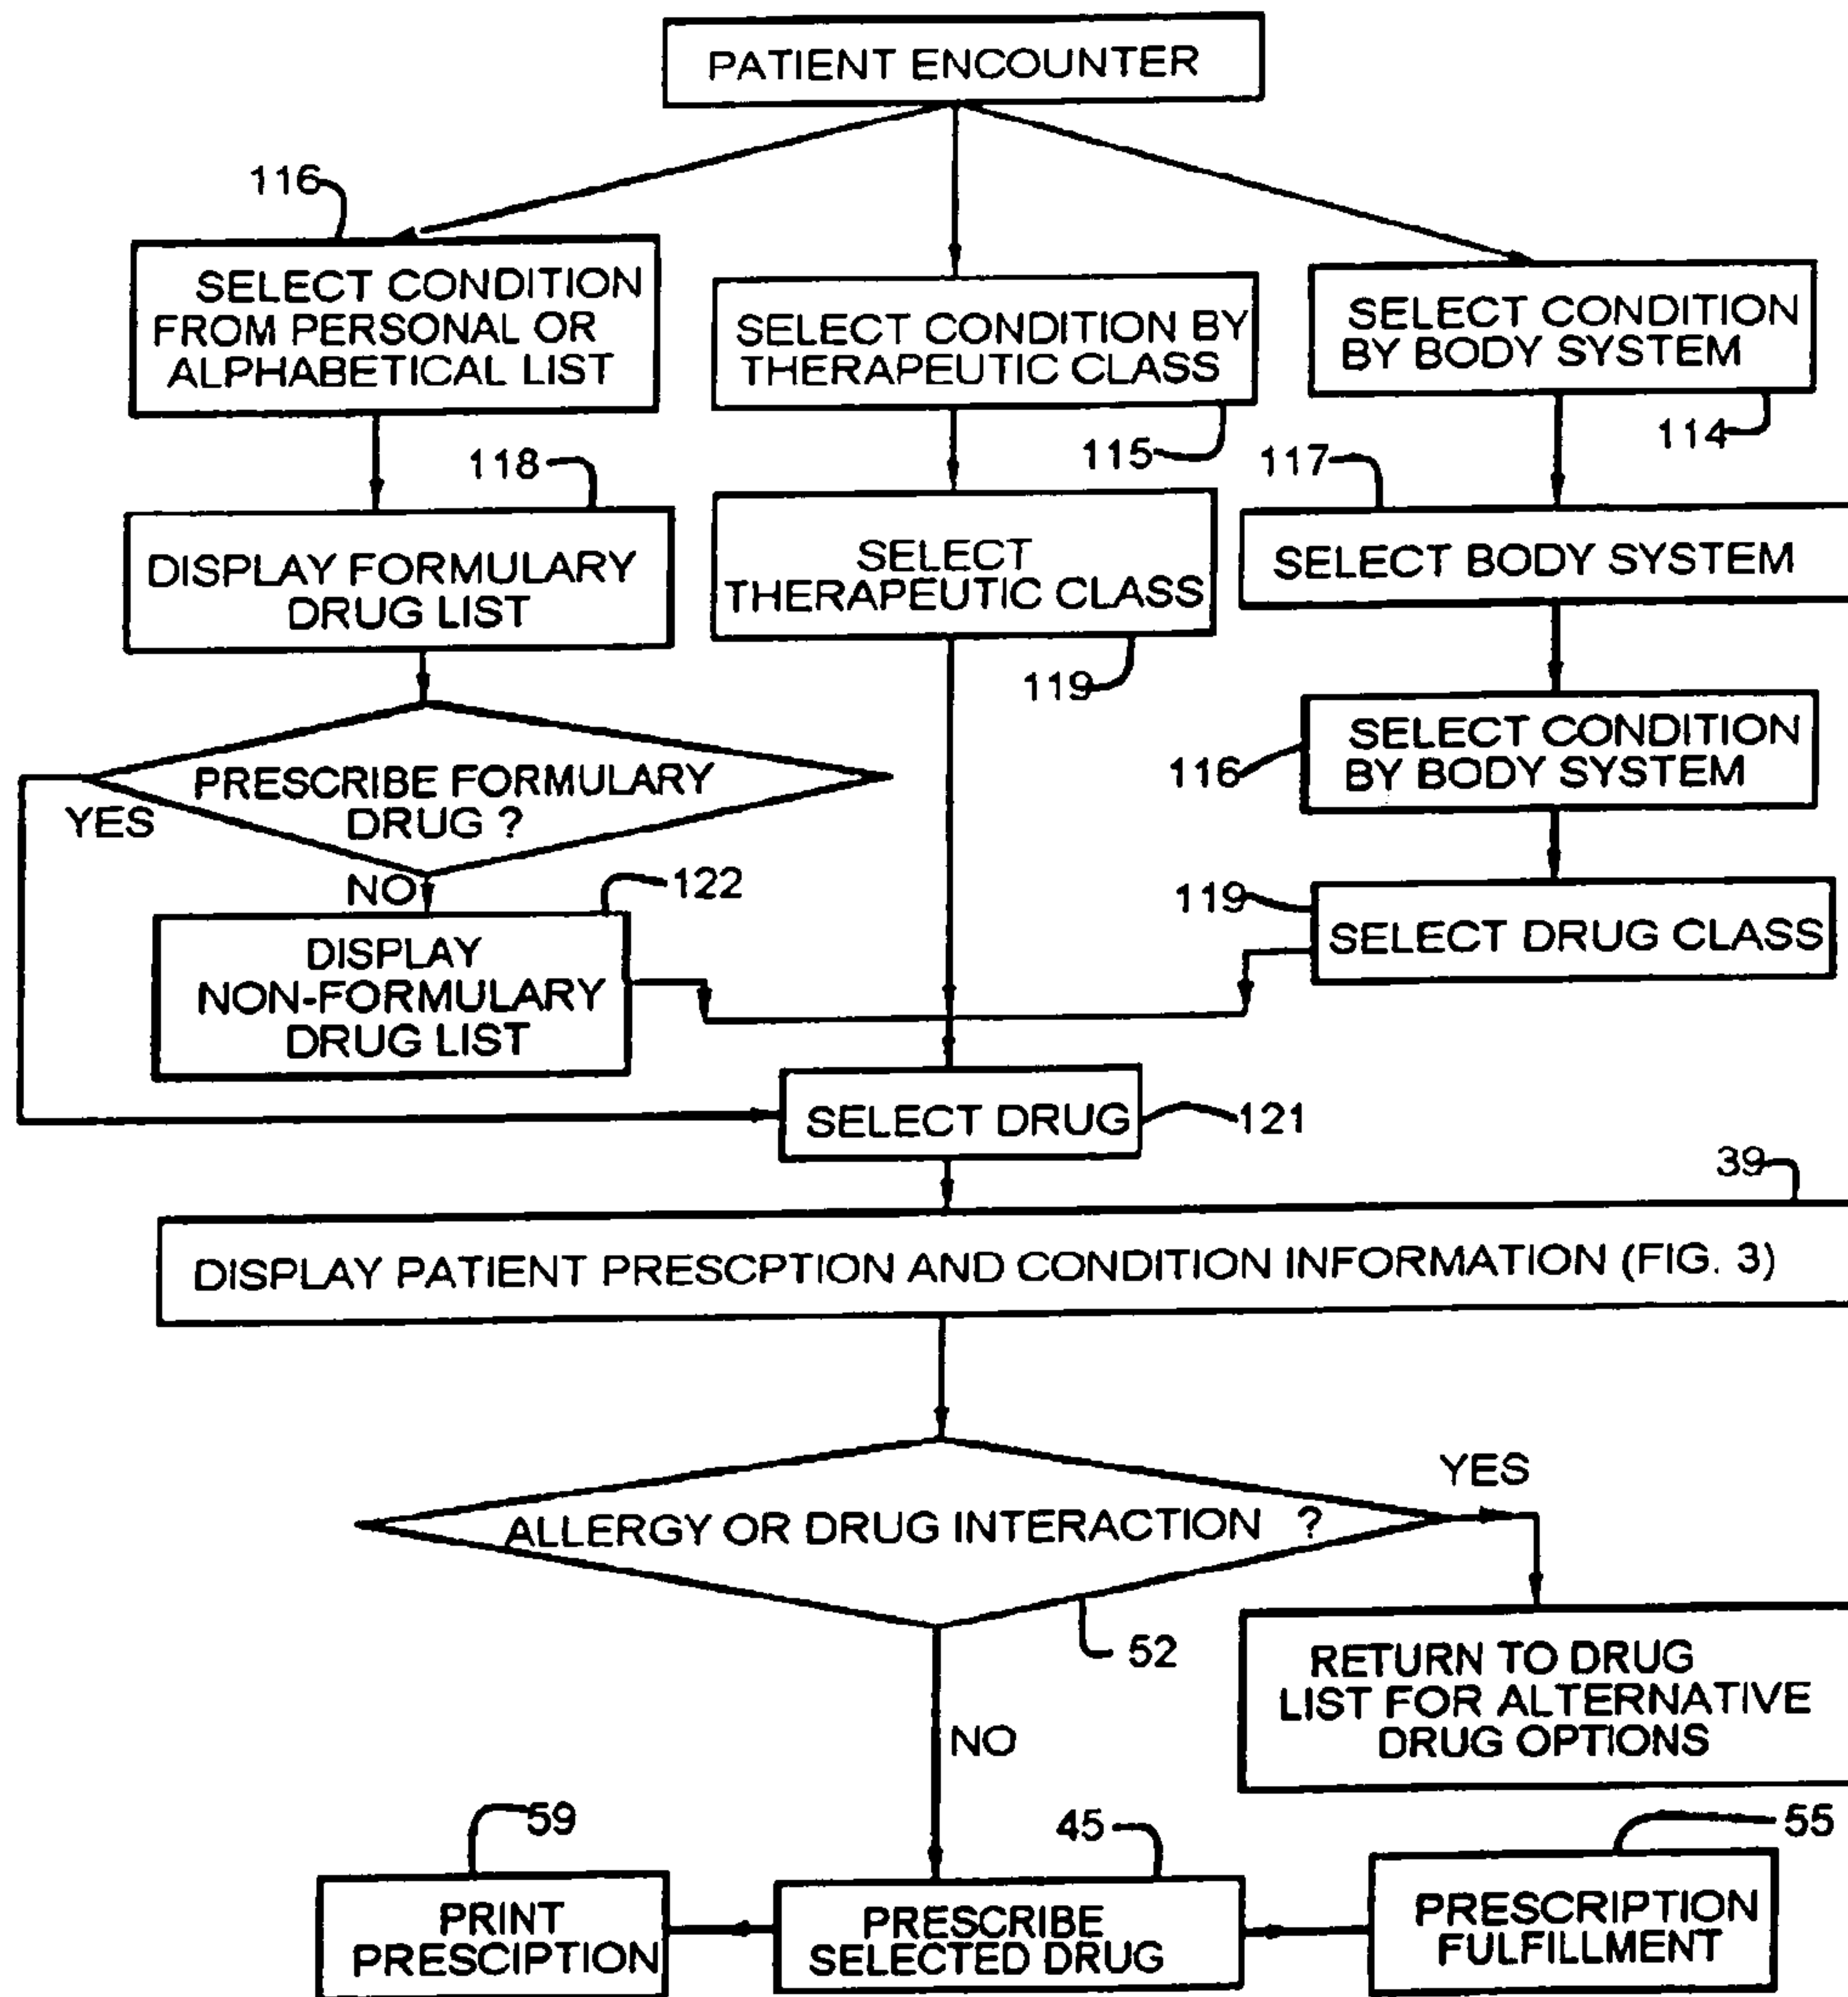 PATIENT ENCOUNTER
116
SELECT CONDITION
FROM PERSONAL OR
ALPHABETICAL LIST
SELECT CONDITION BY
THERAPEUTIC CLASS
115
SELECT CONDITION
BY BODY SYSTEM
114
118
DISPLAY FORMULARY
DRUG LIST
SELECT
THERAPEUTIC CLASS
119
117
SELECT BODY SYSTEM
PRESCRIBE FORMULARY
DRUG ?
YES
NO
116
SELECT CONDITION
BY BODY SYSTEM
122
DISPLAY
NON-FORMULARY
DRUG LIST
119
SELECT DRUG CLASS
SELECT DRUG
121
39
DISPLAY PATIENT PRESCPTION AND CONDITION INFORMATION (FIG. 3)
ALLERGY OR DRUG INTERACTION ?
YES
52
NO
RETURN TO DRUG
LIST FOR ALTERNATIVE
DRUG OPTIONS
59
PRINT
PRESCIPTION
45
PRESCRIBE
SELECTED DRUG
55
PRESCRIPTION
FULFILLMENT